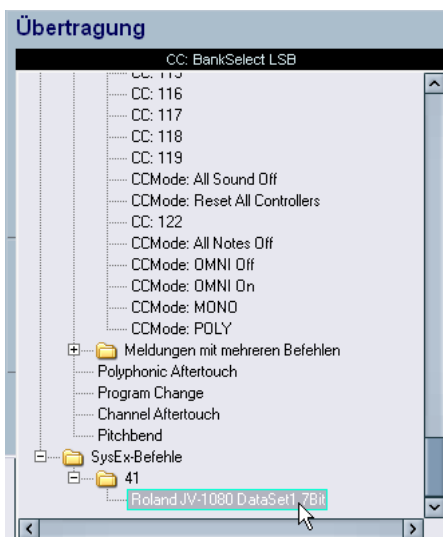 Übertragung
CC: BankSelect LSB
CC: 115
CC: 116
CC: 117
CC: 118
CC: 119
CCMode: All Sound Off
CCMode: Reset All Controllers
CC: 122
CCMode: All Notes Off
CCMode: OMNI Off
CCMode: OMNI On
CCMode: MONO
CCMode: POLY
Meldungen mit mehreren Befehlen
Polyphonic Aftertouch
Program Change
Channel Aftertouch
Pitchbend
SysEx-Befehle
41
Roland JV-1080 DataSet1, 7Bit